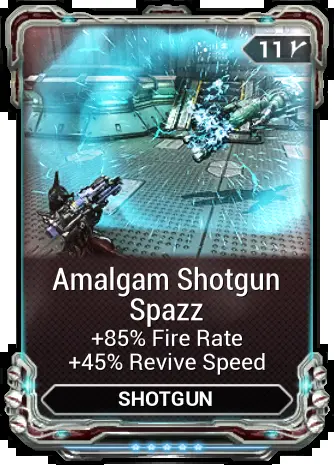 11
Amalgam Shotgun
Spazz
+85% Fire Rate
+45% Revive Speed
SHOTGUN